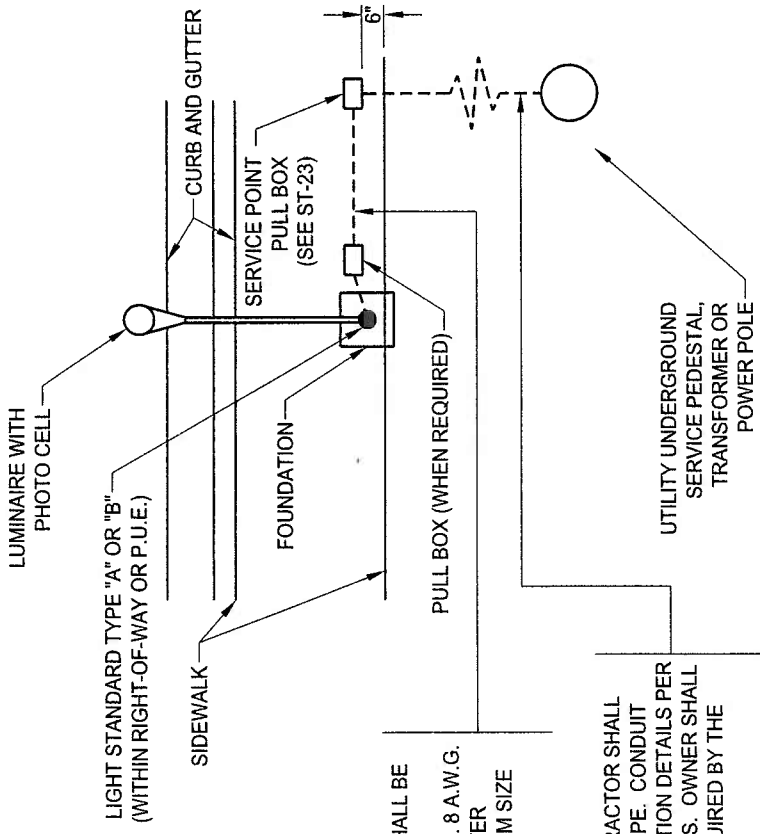 LUMINAIRE WITH
PHOTO CELL
LIGHT STANDARD TYPE "A" OR "B"
(WITHIN RIGHT-OF-WAY OR P.U.E.)
SIDEWALK
CURB AND GUTTER
6"
SERVICE POINT
PULL BOX
(SEE ST-23)
FOUNDATION
PULL BOX (WHEN REQUIRED)
UTILITY UNDERGROUND
SERVICE PEDESTAL,
TRANSFORMER OR
POWER POLE
HALL BE
. 8 A.W.G.
TER
M SIZE
RACTOR SHALL
PE. CONDUIT
TION DETAILS PER
S. OWNER SHALL
UIRED BY THE